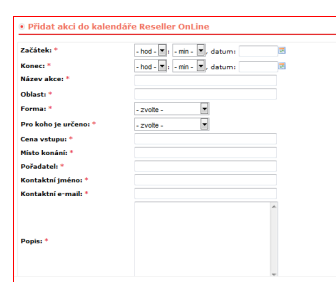 Přidat akci do kalendáře Reseller OnLine
Začátek: * - hod - : - min - , datum:
Konec: * - hod - : - min - , datum:
Název akce: *
Oblast: *
Forma: * - zvolte -
Pro koho je určeno: * - zvolte -
Cena vstupu: *
Místo konání: *
Pořadatel: *
Kontaktní jméno: *
Kontaktní e-mail: *
Popis: *